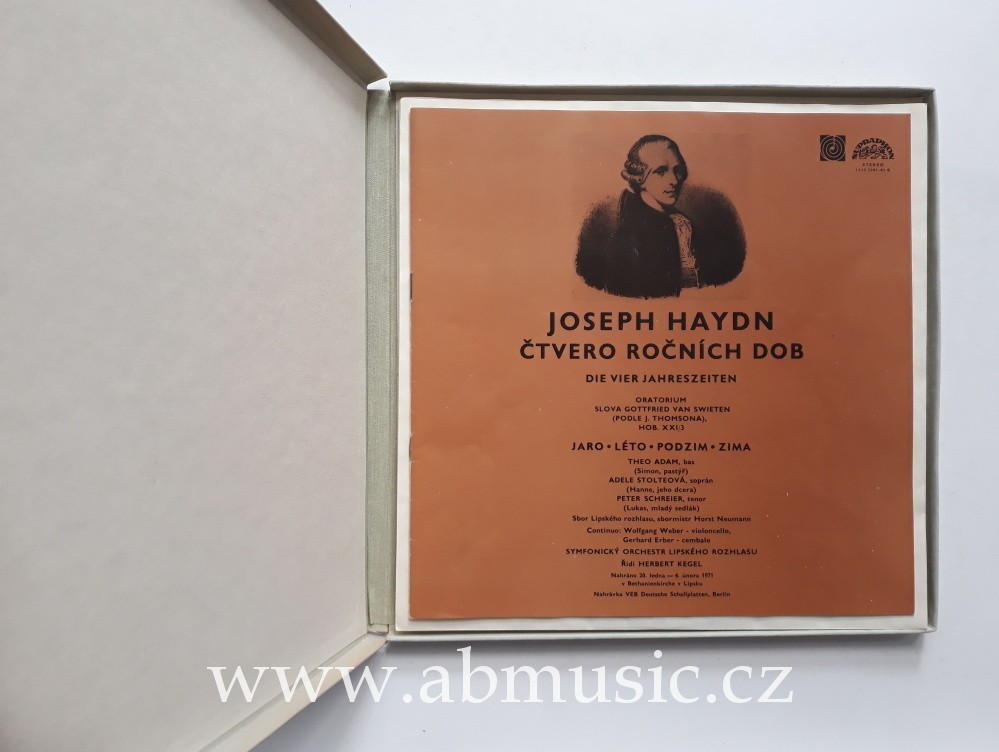 SUPRAPHON
STEREO
JOSEPH HAYDN
ČTVERO ROČNÍCH DOB
DIE VIER JAHRESZEITEN
ORATORIUM
SLOVA GOTTFRIED VAN SWIETEN
(PODLE J. THOMSONA),
HOB. XXI/3
JARO • LÉTO • PODZIM • ZIMA
THEO ADAM, bas
(Simon, pastýř)
ADELE STOLTEOVÁ, soprán
(Hanne, jeho dcera)
PETER SCHREIER, tenor
(Lukas, mladý sedlák)
Sbor Lipského rozhlasu, sbormistr Horst Neumann
Continuo: Wolfgang Weber - violoncello,
Gerhard Erber - cembalo
SYMFONICKÝ ORCHESTR LIPSKÉHO ROZHLASU
Řídí HERBERT KEGEL
Nahráno 20. ledna — 6. února 1971
v Bethanienkirche v Lipsku
Nahrávka VEB Deutsche Schallplatten, Berlin
www.abmusic.cz